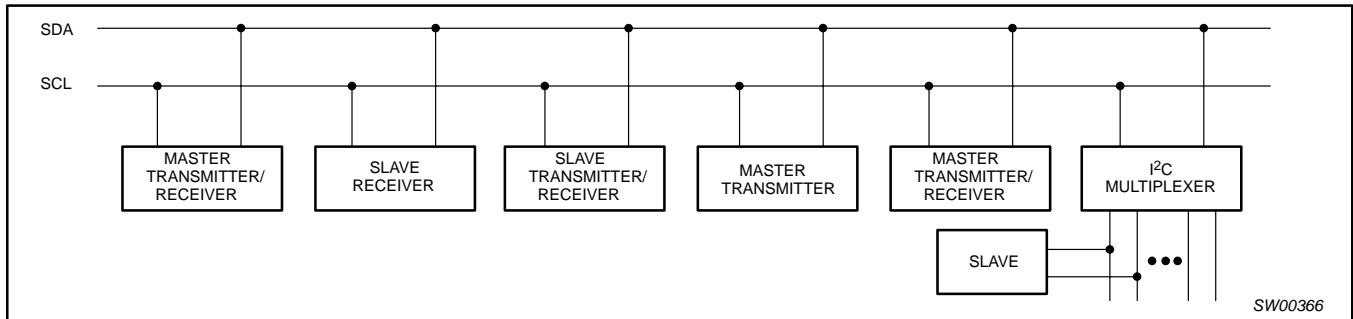 SDA
SCL
MASTER
TRANSMITTER/
RECEIVER
SLAVE
RECEIVER
SLAVE
TRANSMITTER/
RECEIVER
MASTER
TRANSMITTER
MASTER
TRANSMITTER/
RECEIVER
I²C
MULTIPLEXER
SLAVE
SW00366